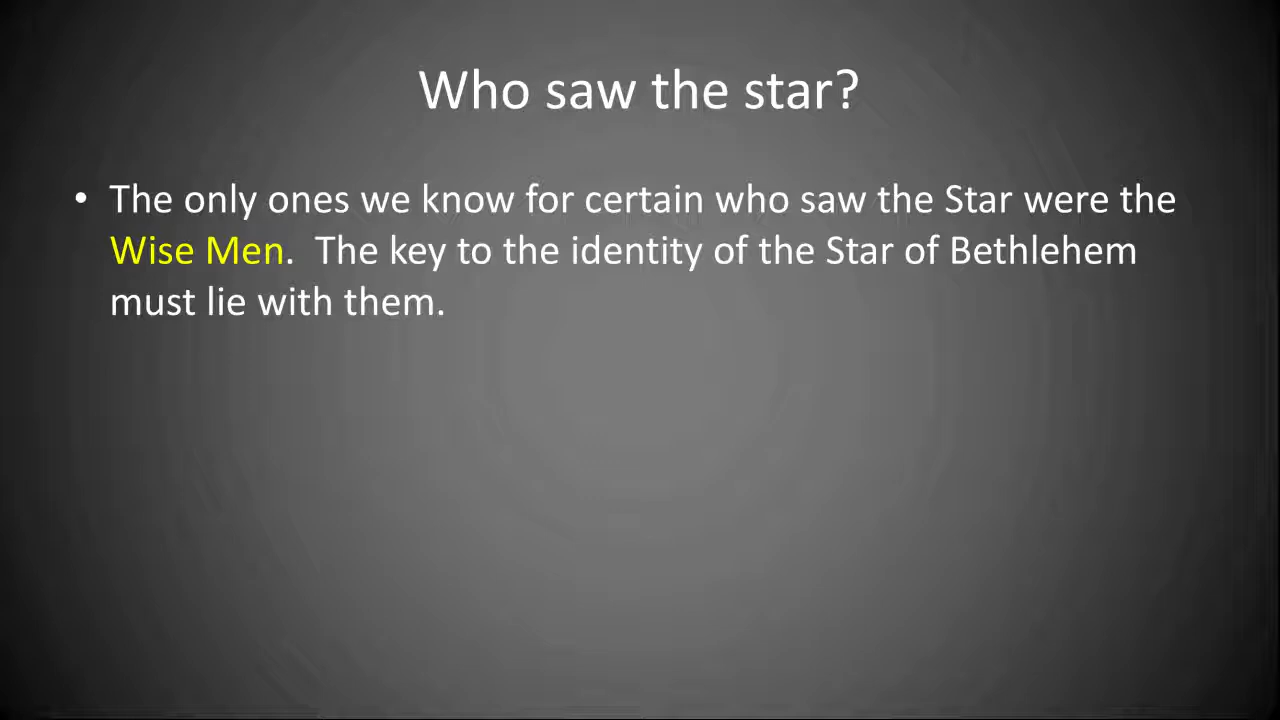 Who saw the star?
• The only ones we know for certain who saw the Star were the
Wise Men.  The key to the identity of the Star of Bethlehem
must lie with them.